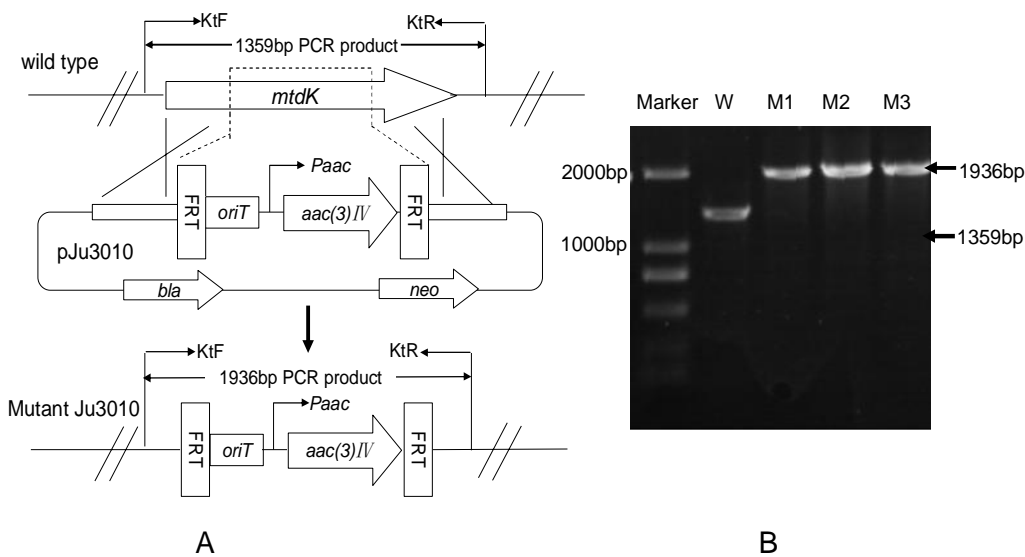 KtF
KtR
1359bp PCR product
wild type
mtdK
Paac
FRT
oriT
aac(3)IV
FRT
pJu3010
bla
neo
KtF
KtR
1936bp PCR product
Mutant Ju3010
Paac
FRT
oriT
aac(3)IV
FRT
A
Marker W M1 M2 M3
2000bp
1936bp
1000bp
1359bp
B